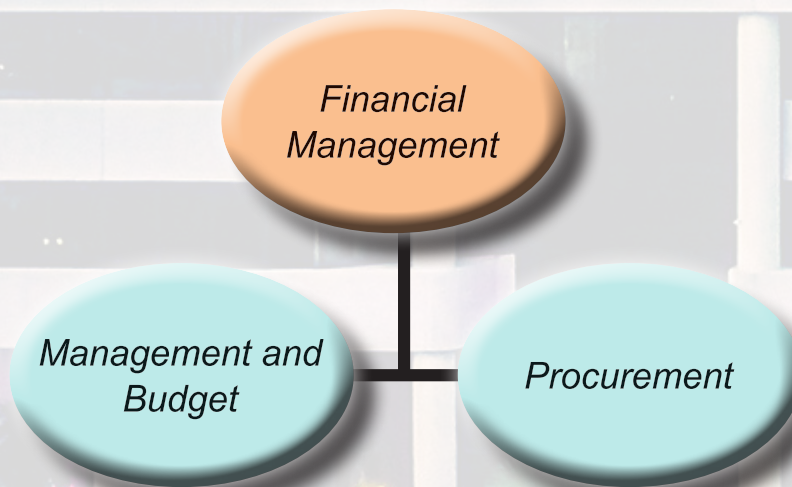 Financial
Management
Management and
Budget
Procurement